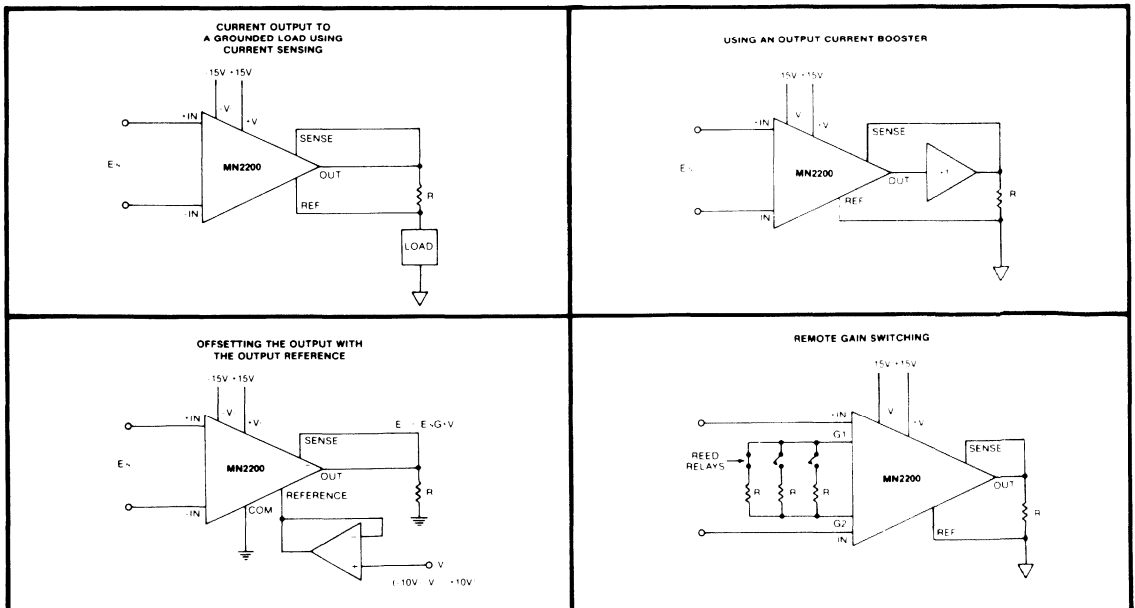 CURRENT OUTPUT TO
A GROUNDED LOAD USING
CURRENT SENSING
-15V +15V
-V
+V
+IN
SENSE
MN2200
OUT
R
REF
-IN
LOAD
USING AN OUTPUT CURRENT BOOSTER
15V +15V
V
+V
+IN
SENSE
MN2200
OUT
+1
R
REF
IN
OFFSETTING THE OUTPUT WITH
THE OUTPUT REFERENCE
-15V +15V
-V
+V
+IN
SENSE
MN2200
OUT
R
REFERENCE
-IN
COM
−
+
V
(-10V V +10V)
REMOTE GAIN SWITCHING
15V +15V
V
+V
+IN
G1
SENSE
REED
RELAYS
R R R
MN2200
OUT
R
G2
REF
IN